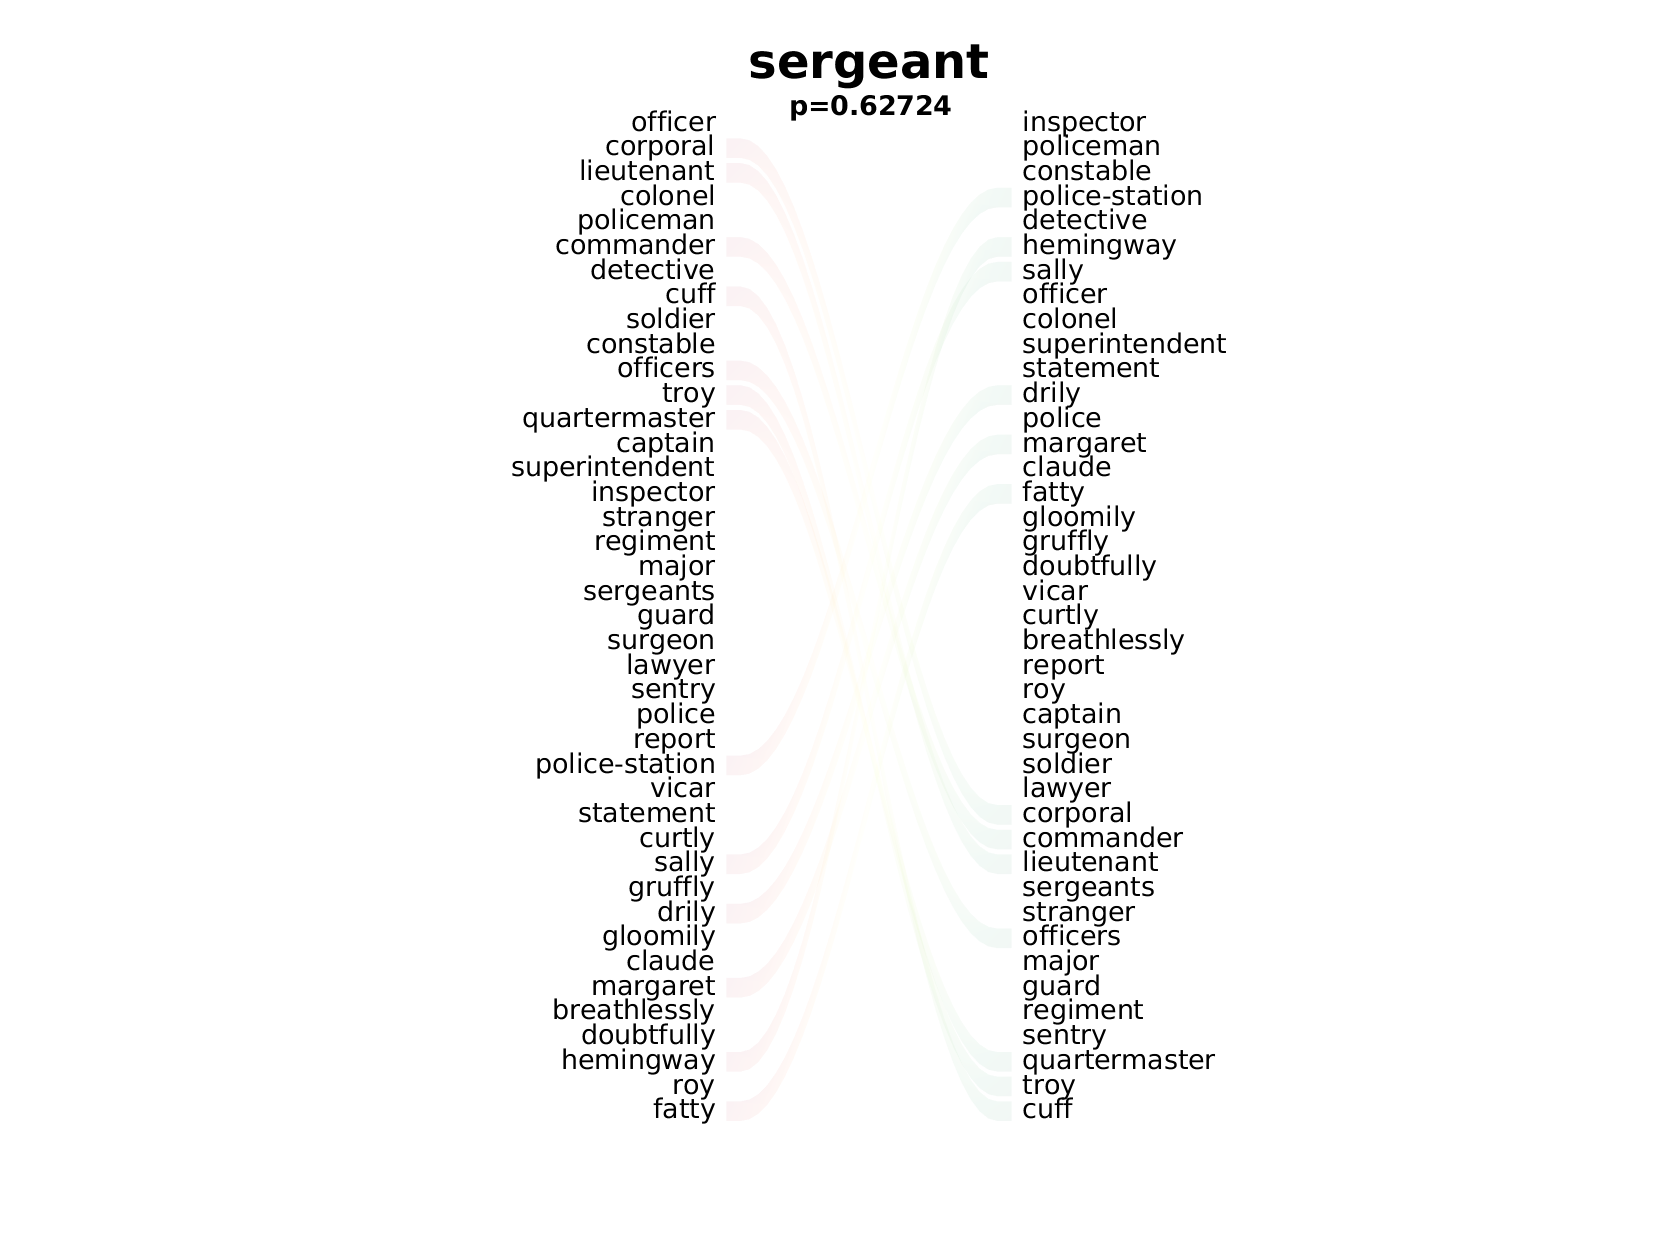 sergeant
p=0.62724
officer
corporal
lieutenant
colonel
policeman
commander
detective
cuff
soldier
constable
officers
troy
quartermaster
captain
superintendent
inspector
stranger
regiment
major
sergeants
guard
surgeon
lawyer
sentry
police
report
police-station
vicar
statement
curtly
sally
gruffly
drily
gloomily
claude
margaret
breathlessly
doubtfully
hemingway
roy
fatty
inspector
policeman
constable
police-station
detective
hemingway
sally
officer
colonel
superintendent
statement
drily
police
margaret
claude
fatty
gloomily
gruffly
doubtfully
vicar
curtly
breathlessly
report
roy
captain
surgeon
soldier
lawyer
corporal
commander
lieutenant
sergeants
stranger
officers
major
guard
regiment
sentry
quartermaster
troy
cuff